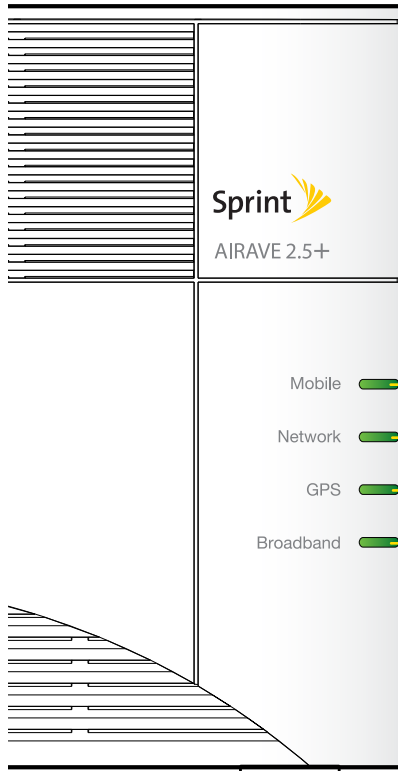 Sprint
AIRAVE 2.5+
Mobile
Network
GPS
Broadband